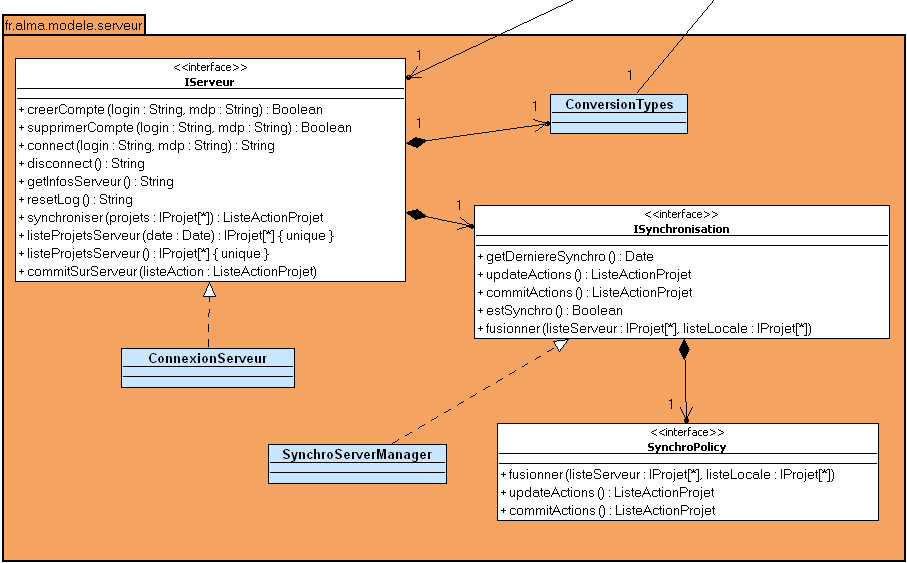 fr.alma.modele.serveur
1
1
<<interface>>
IServeur
+ creerCompte (login : String, mdp : String) : Boolean
+ supprimerCompte (login : String, mdp : String) : Boolean
+ connect (login : String, mdp : String) : String
+ disconnect () : String
+ getInfosServeur () : String
+ resetLog () : String
+ synchroniser (projets : IProjet[*]) : ListeActionProjet
+ listeProjetsServeur (date : Date) : IProjet[*] { unique }
+ listeProjetsServeur () : IProjet[*] { unique }
+ commitSurServeur (listeAction : ListeActionProjet)
1
1
ConversionTypes
1
<<interface>>
ISynchronisation
+ getDerniereSynchro () : Date
+ updateActions () : ListeActionProjet
+ commitActions () : ListeActionProjet
+ estSynchro () : Boolean
+ fusionner (listeServeur : IProjet[*], listeLocale : IProjet[*])
ConnexionServeur
SynchroServerManager
1
<<interface>>
SynchroPolicy
+ fusionner (listeServeur : IProjet[*], listeLocale : IProjet[*])
+ updateActions () : ListeActionProjet
+ commitActions () : ListeActionProjet